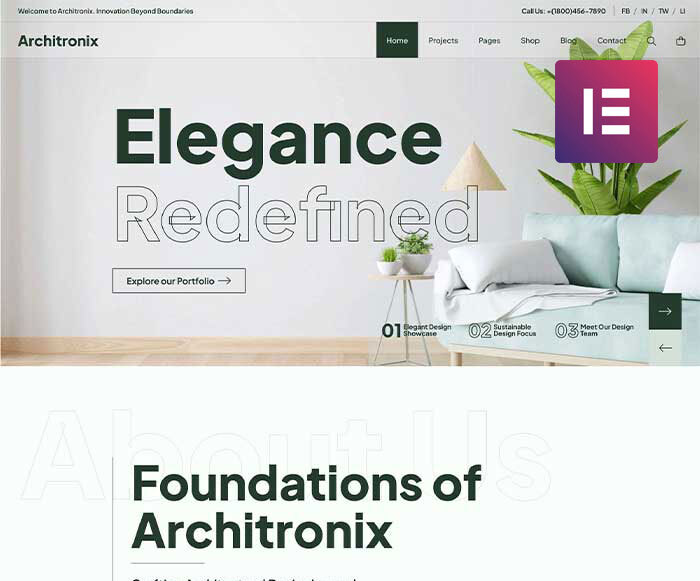 Welcome to Architronix. Innovation Beyond Boundaries
Call Us: +(1800)456-7890 FB / IN / TW / LI
Architronix
Home Projects Pages Shop Blog Contact
Elegance
Redefined
Explore our Portfolio
01 Elegant Design
Showcase
02 Sustainable
Design Focus
03 Meet Our Design
Team
About Us
Foundations of
Architronix